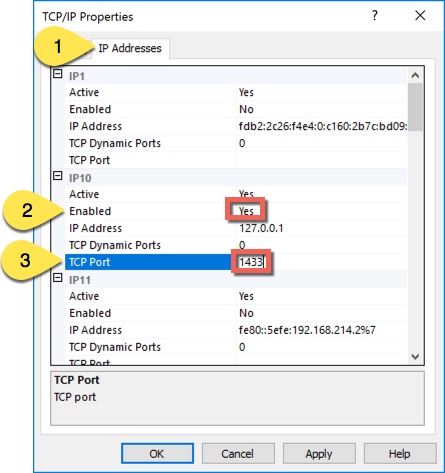 TCP/IP Properties
1
IP Addresses
IP1
Active Yes
Enabled No
IP Address fdb2:2c26:f4e4:0:c160:2b7c:bd09:
TCP Dynamic Ports 0
TCP Port
IP10
Active Yes
2
Enabled Yes
IP Address 127.0.0.1
TCP Dynamic Ports 0
3
TCP Port 1433
IP11
Active Yes
Enabled No
IP Address fe80::5efe:192.168.214.2%7
TCP Dynamic Ports 0
TCP Port
TCP Port
TCP port
OK Cancel Apply Help